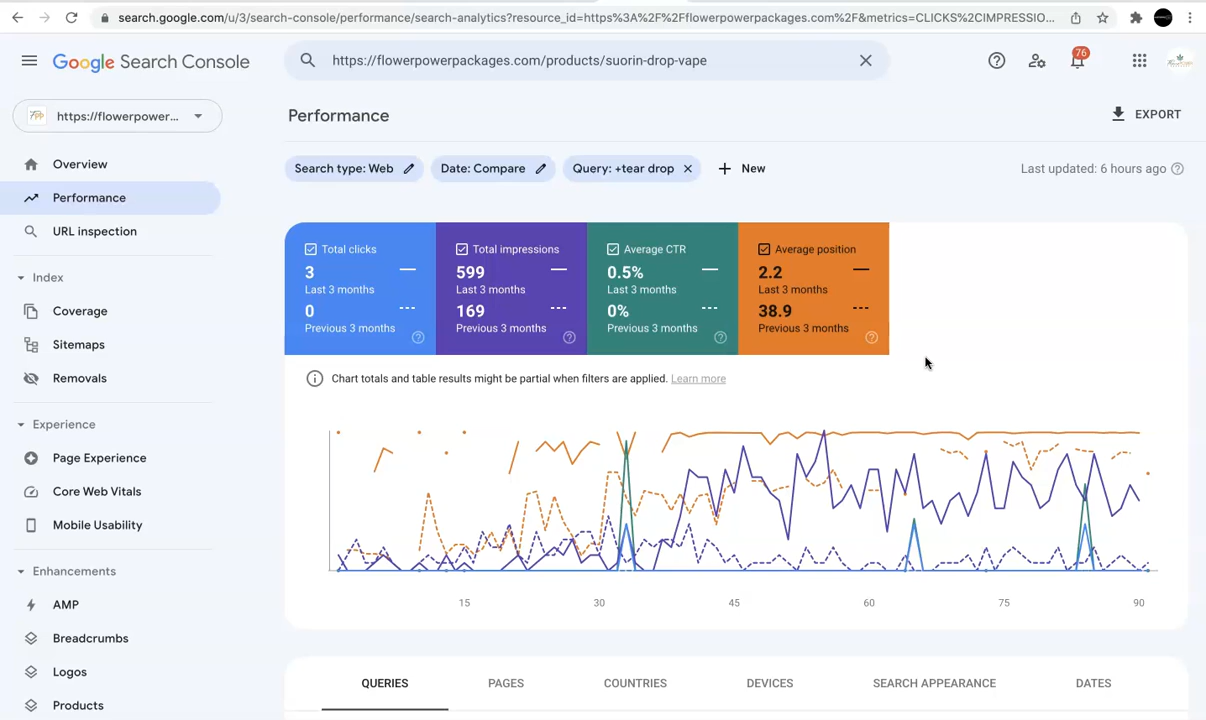 search.google.com/u/3/search-console/performance/search-analytics?resource_id=https%3A%2F%2Fflowerpowerpackages.com%2F&metrics=CLICKS%2CIMPRESSIO...
Google Search Console
https://flowerpowerpackages.com/products/suorin-drop-vape
76
https://flowerpower...
Performance
EXPORT
Search type: Web
Date: Compare
Query: +tear drop
New
Last updated: 6 hours ago
Overview
Performance
URL inspection
Index
Coverage
Sitemaps
Removals
Experience
Page Experience
Core Web Vitals
Mobile Usability
Enhancements
AMP
Breadcrumbs
Logos
Products
Total clicks
3
Last 3 months
0
Previous 3 months
Total impressions
599
Last 3 months
169
Previous 3 months
Average CTR
0.5%
Last 3 months
0%
Previous 3 months
Average position
2.2
Last 3 months
38.9
Previous 3 months
Chart totals and table results might be partial when filters are applied. Learn more
15 30 45 60 75 90
QUERIES PAGES COUNTRIES DEVICES SEARCH APPEARANCE DATES